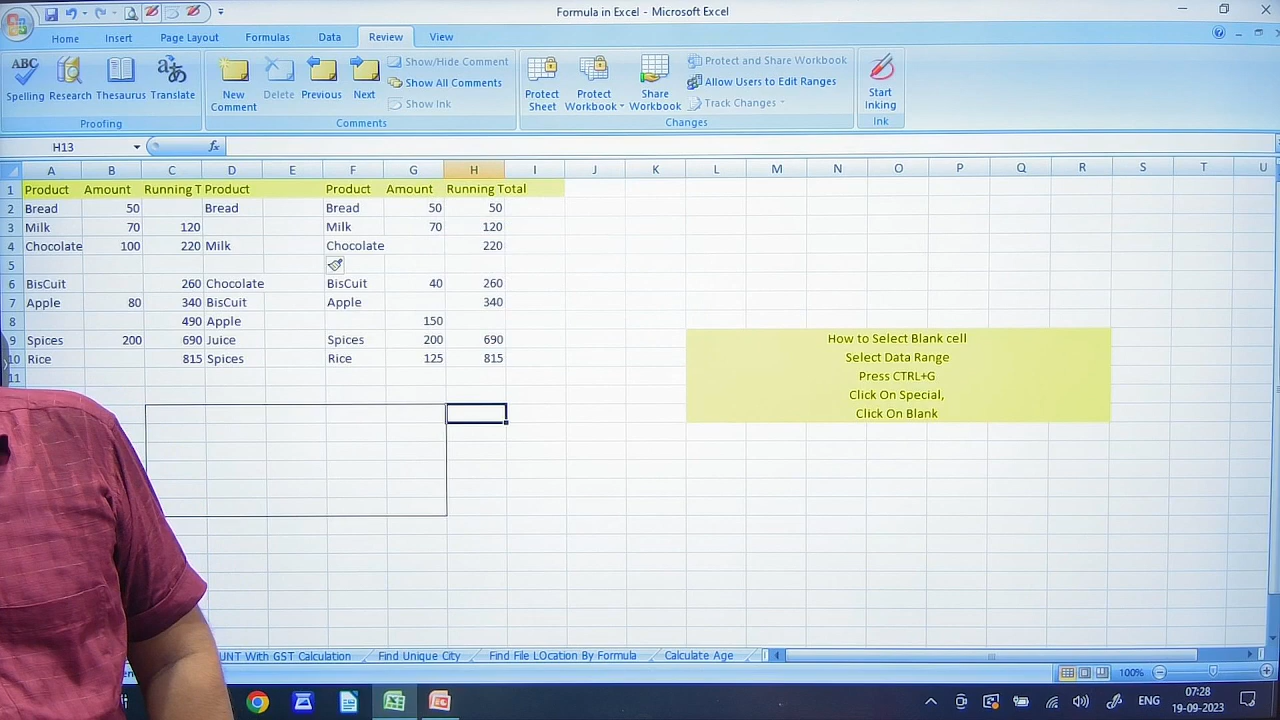 Formula in Excel - Microsoft Excel
Home Insert Page Layout Formulas Data Review View
ABC
Spelling Research Thesaurus Translate
Proofing
New Comment Delete Previous Next
Show/Hide Comment
Show All Comments
Show Ink
Comments
Protect Sheet Protect Workbook Share Workbook
Protect and Share Workbook
Allow Users to Edit Ranges
Track Changes
Changes
Start Inking
Ink
H13 fx
A B C D E F G H I J K L M N O P Q R S T U
1 Product Amount Running T Product Product Amount Running Total
2 Bread 50 Bread Bread 50 50
3 Milk 70 120 Milk 70 120
4 Chocolate 100 220 Milk Chocolate 220
5
6 BisCuit 260 Chocolate BisCuit 40 260
7 Apple 80 340 BisCuit Apple 340
8 490 Apple 150
9 Spices 200 690 Juice Spices 200 690
10 Rice 815 Spices Rice 125 815
11
How to Select Blank cell
Select Data Range
Press CTRL+G
Click On Special,
Click On Blank
UNT With GST Calculation Find Unique City Find File LOcation By Formula Calculate Age
100%
ENG 07:28
19-09-2023